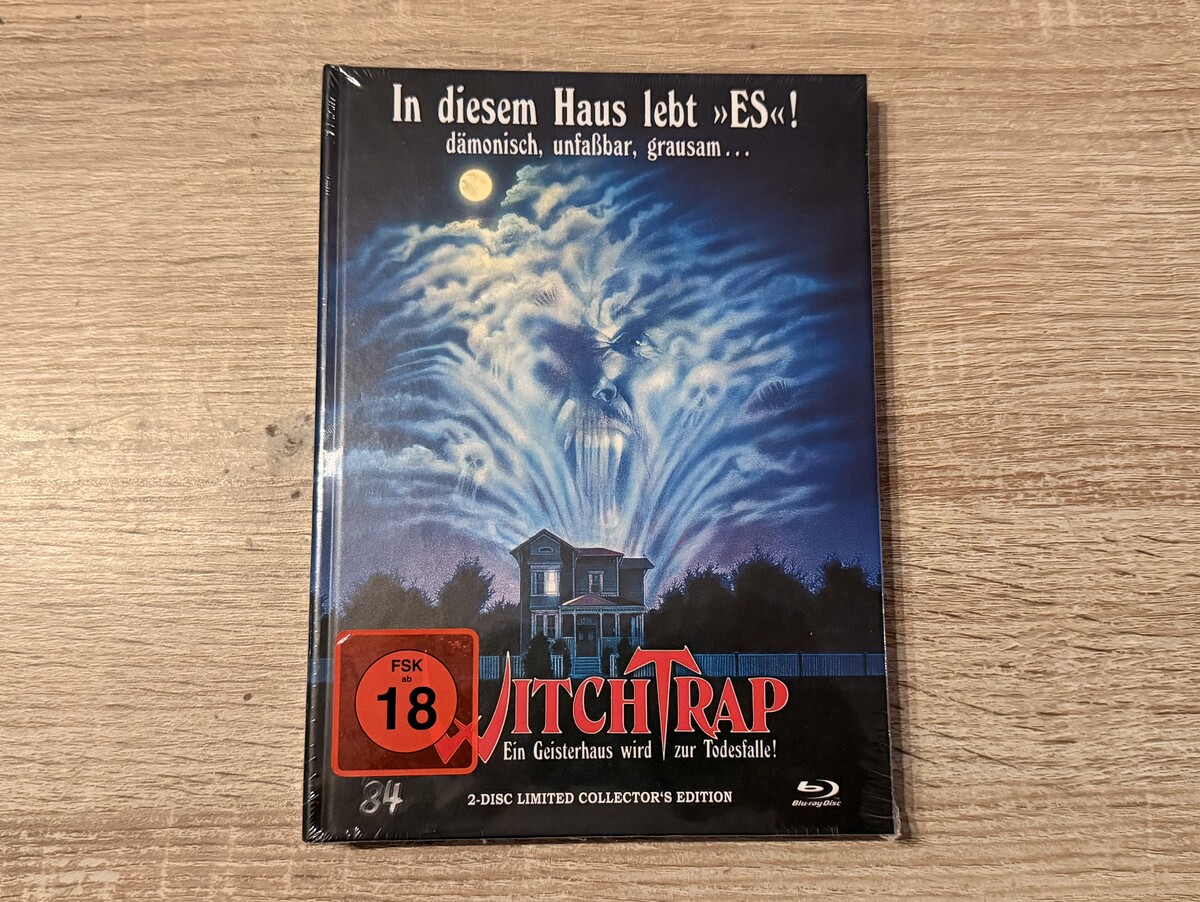 In diesem Haus lebt »ES«!
dämonisch, unfaßbar, grausam...
FSK
ab
18
WITCHTRAP
Ein Geisterhaus wird zur Todesfalle!
84
2-DISC LIMITED COLLECTOR'S EDITION
Blu-ray Disc